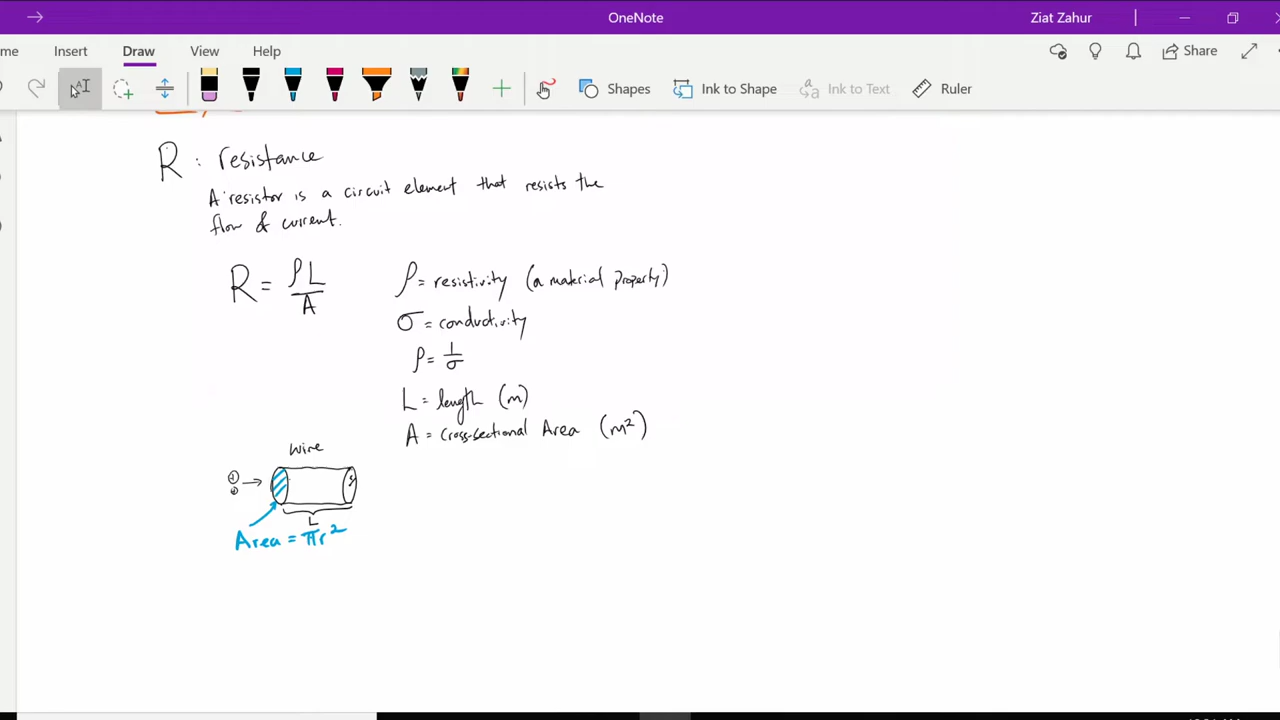 OneNote
Ziat Zahur
me Insert Draw View Help
Share
Shapes
Ink to Shape
Ink to Text
Ruler
R : resistance
A resistor is a circuit element that resists the
flow of current.
R = ρL/A
ρ = resistivity (a material property)
σ = conductivity
ρ = 1/σ
L = length (m)
A = cross-sectional Area (m²)
wire
L
Area = πr²